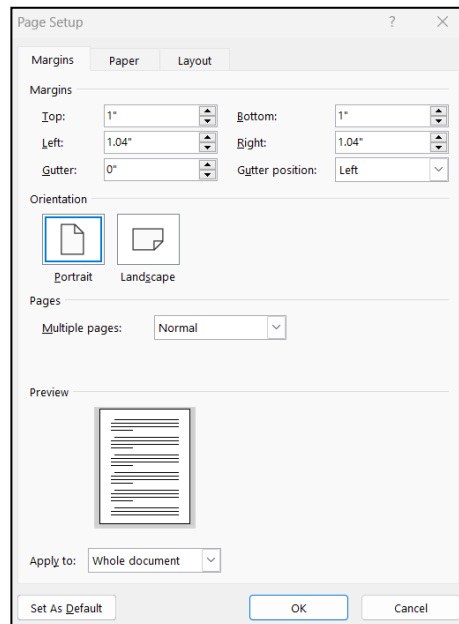 Page Setup ? ×
Margins Paper Layout
Margins
Top: 1" Bottom: 1"
Left: 1.04" Right: 1.04"
Gutter: 0" Gutter position: Left
Orientation
Portrait Landscape
Pages
Multiple pages: Normal
Preview
Apply to: Whole document
Set As Default OK Cancel